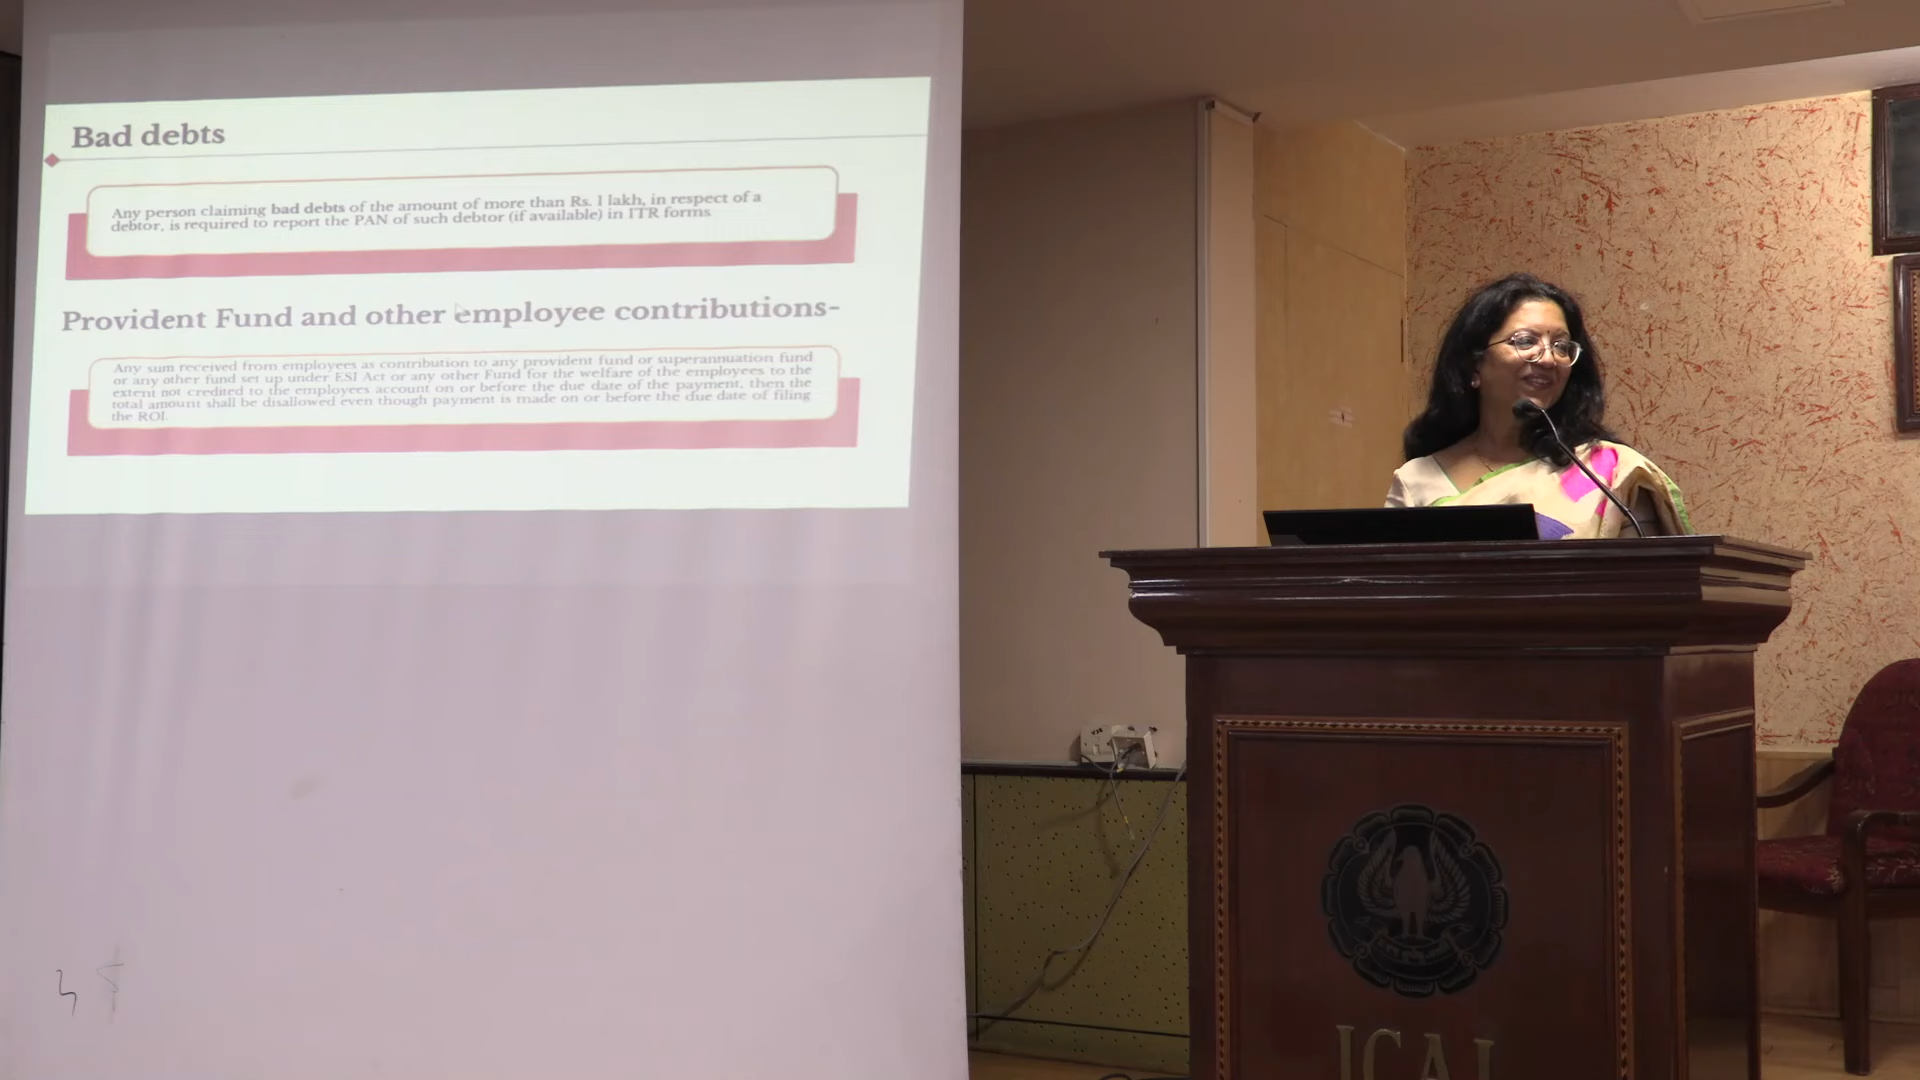 Bad debts
Any person claiming bad debts of the amount of more than Rs. 1 lakh, in respect of a
debtor, is required to report the PAN of such debtor (if available) in ITR forms
Provident Fund and other employee contributions-
Any sum received from employees as contribution to any provident fund or superannuation fund
or any other fund set up under ESI Act or any other Fund for the welfare of the employees to the
extent not credited to the employees account on or before the due date of the payment, then the
total amount shall be disallowed even though payment is made on or before the due date of filing
the ROI.
ICAI